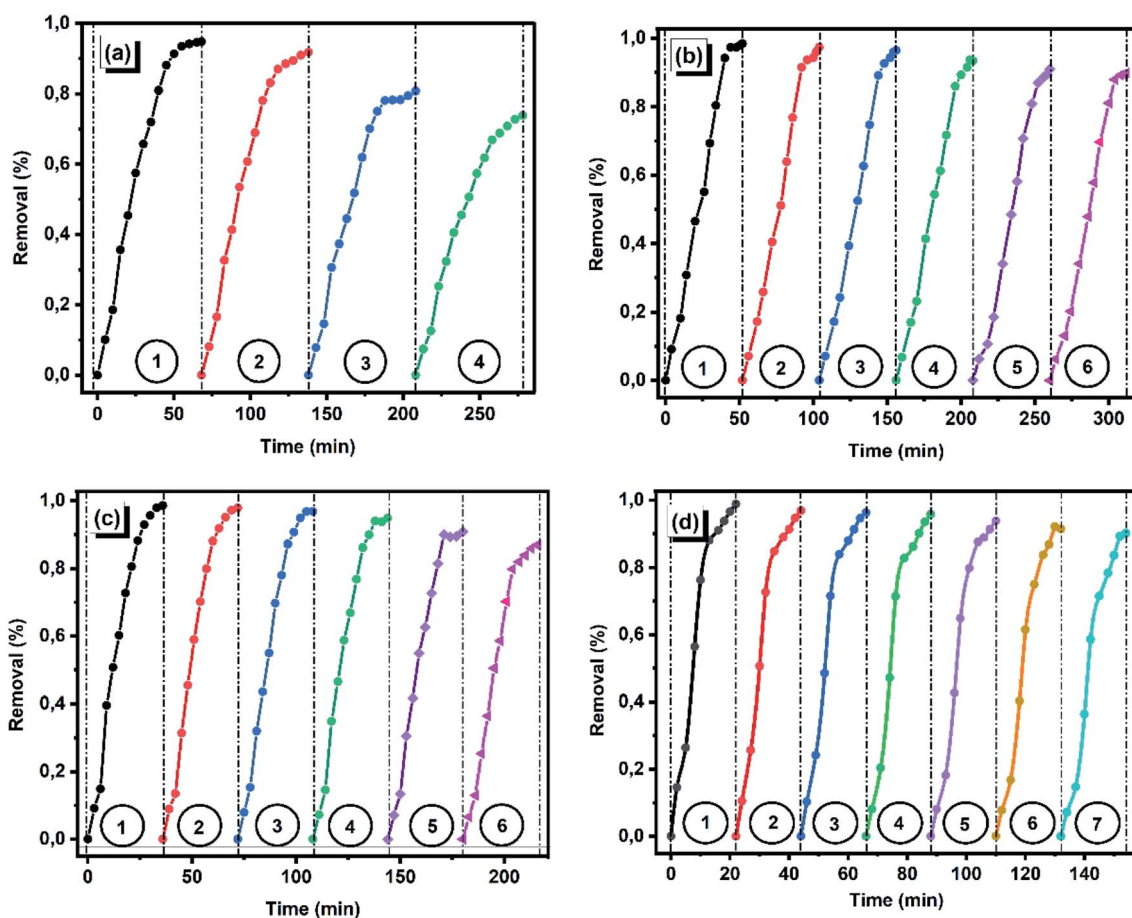 (a)
Removal (%)
1,0
0,8
0,6
0,4
0,2
0,0
1 2 3 4
0 50 100 150 200 250
Time (min)
(b)
Removal (%)
1,0
0,8
0,6
0,4
0,2
0,0
1 2 3 4 5 6
0 50 100 150 200 250 300
Time (min)
(c)
Removal (%)
1,0
0,8
0,6
0,4
0,2
0,0
1 2 3 4 5 6
0 50 100 150 200
Time (min)
(d)
Removal (%)
1,0
0,8
0,6
0,4
0,2
0,0
1 2 3 4 5 6 7
0 20 40 60 80 100 120 140
Time (min)